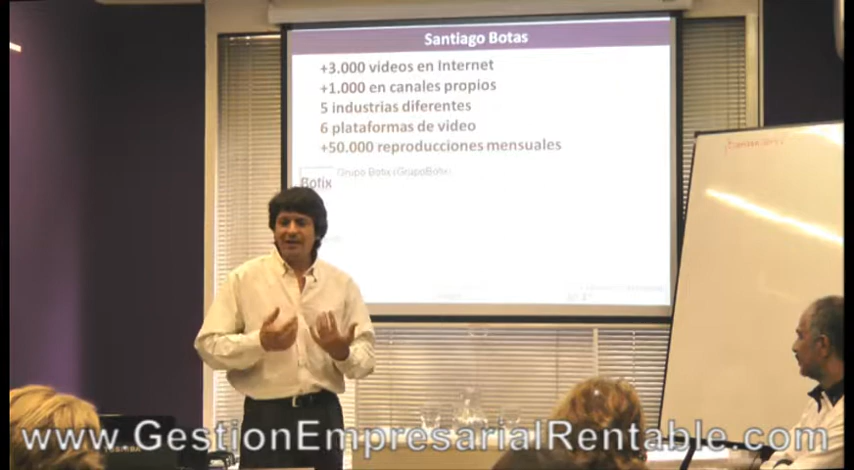 Santiago Botas
+3.000 videos en Internet
+1.000 en canales propios
5 industrias diferentes
6 plataformas de video
+50.000 reproducciones mensuales
Grupo Botix (GrupoBotix)
Botix
TOSHIBA
www.GestionEmpresarialRentable.com